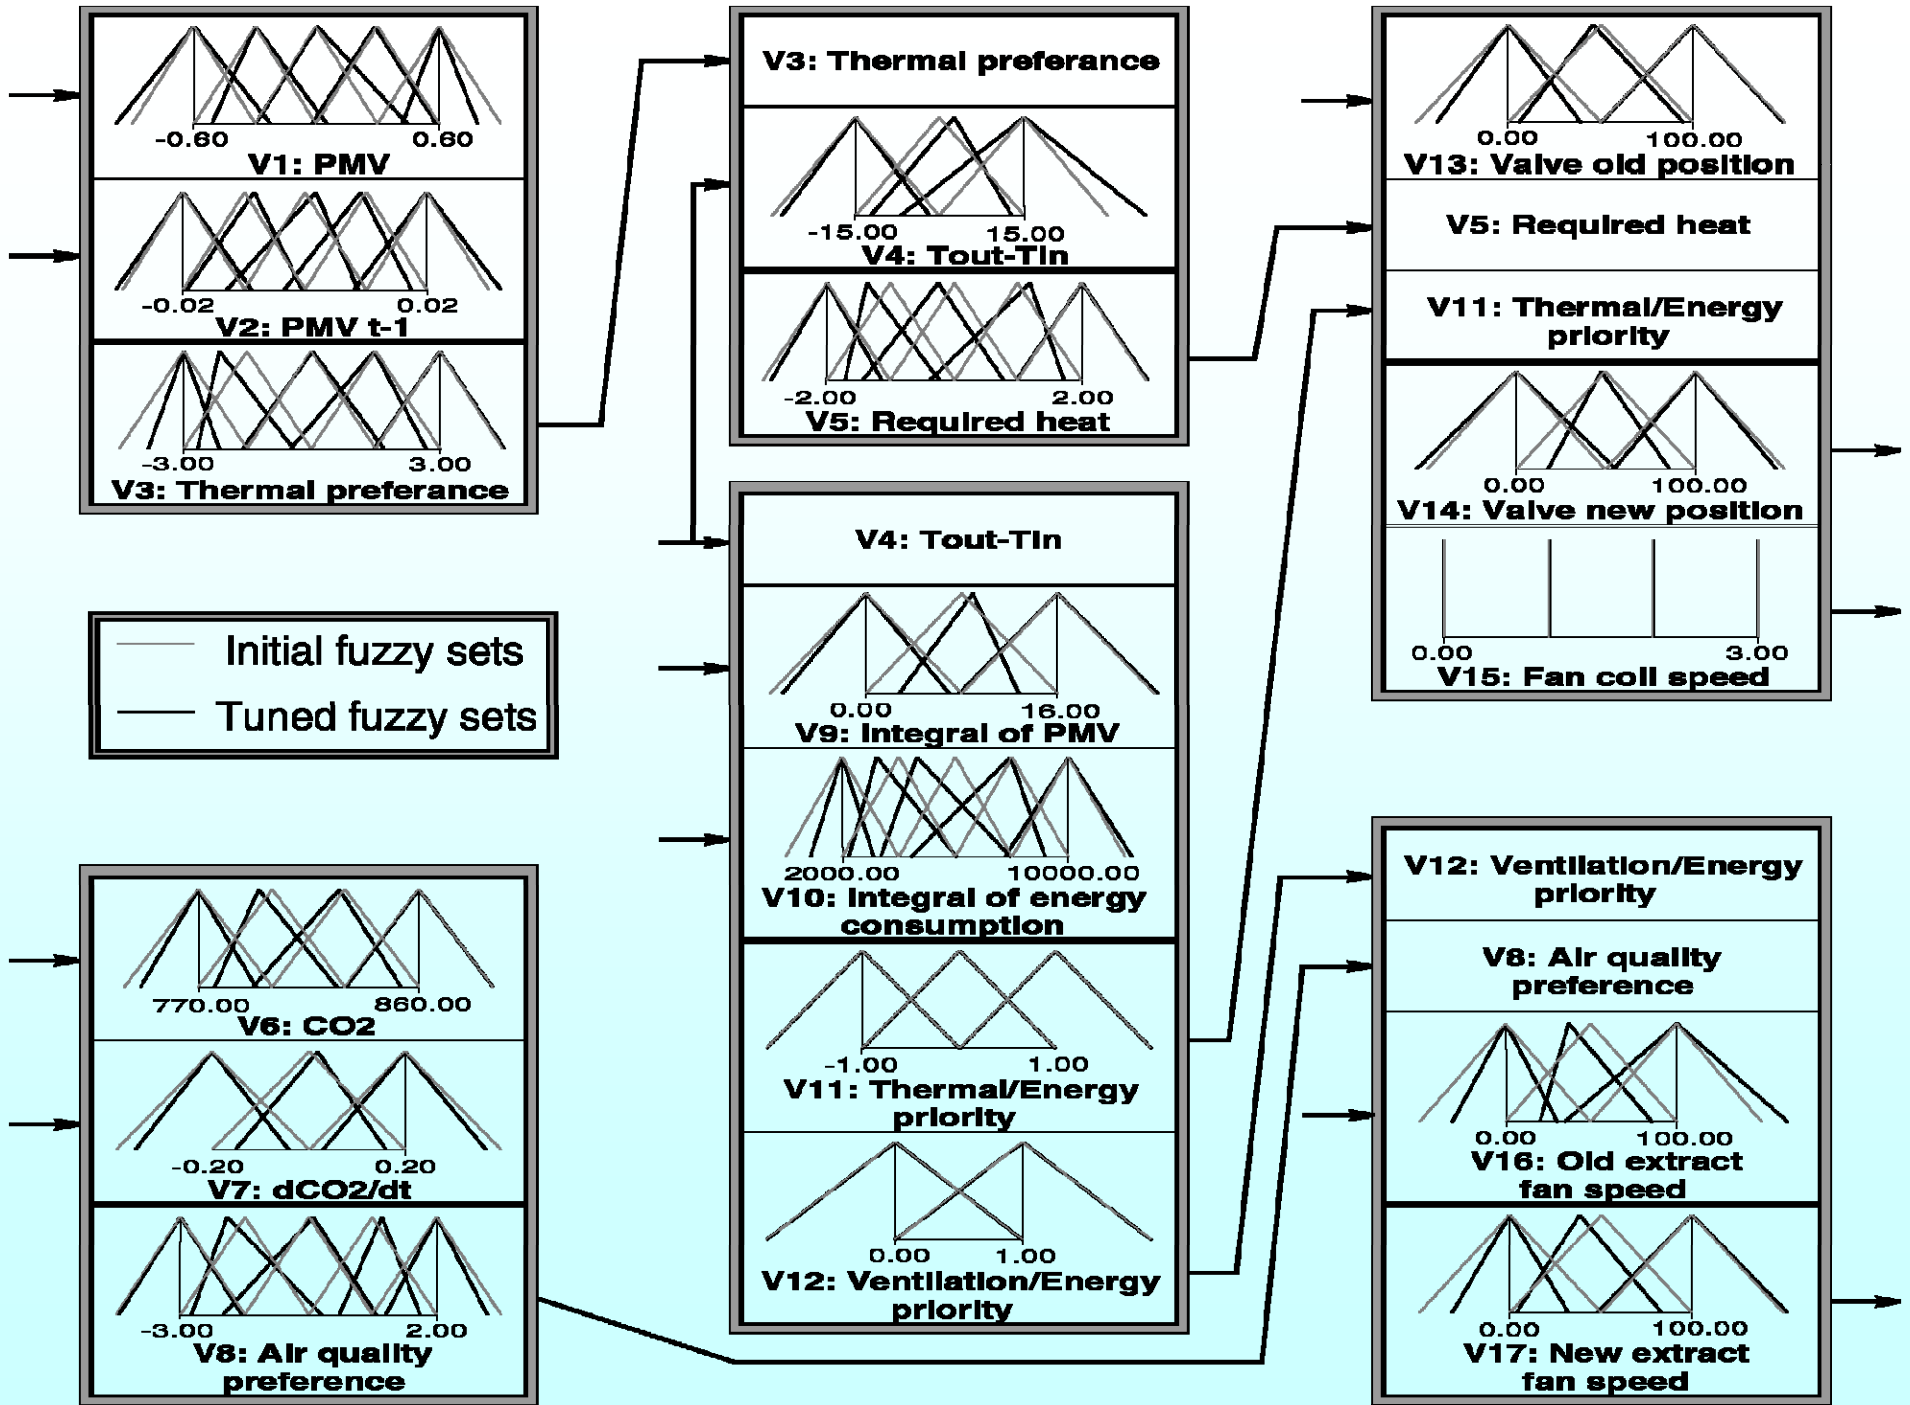 -0.60 0.60
V1: PMV
-0.02 0.02
V2: PMV t-1
-3.00 3.00
V3: Thermal preferance
V3: Thermal preferance
-15.00 15.00
V4: Tout-Tin
-2.00 2.00
V5: Required heat
0.00 100.00
V13: Valve old position
V5: Required heat
V11: Thermal/Energy
priority
0.00 100.00
V14: Valve new position
0.00 3.00
V15: Fan coil speed
Initial fuzzy sets
Tuned fuzzy sets
V4: Tout-Tin
0.00 16.00
V9: Integral of PMV
2000.00 10000.00
V10: Integral of energy
consumption
-1.00 1.00
V11: Thermal/Energy
priority
0.00 1.00
V12: Ventilation/Energy
priority
770.00 860.00
V6: CO2
-0.20 0.20
V7: dCO2/dt
-3.00 2.00
V8: Air quality
preference
V12: Ventilation/Energy
priority
V8: Air quality
preference
0.00 100.00
V16: Old extract
fan speed
0.00 100.00
V17: New extract
fan speed